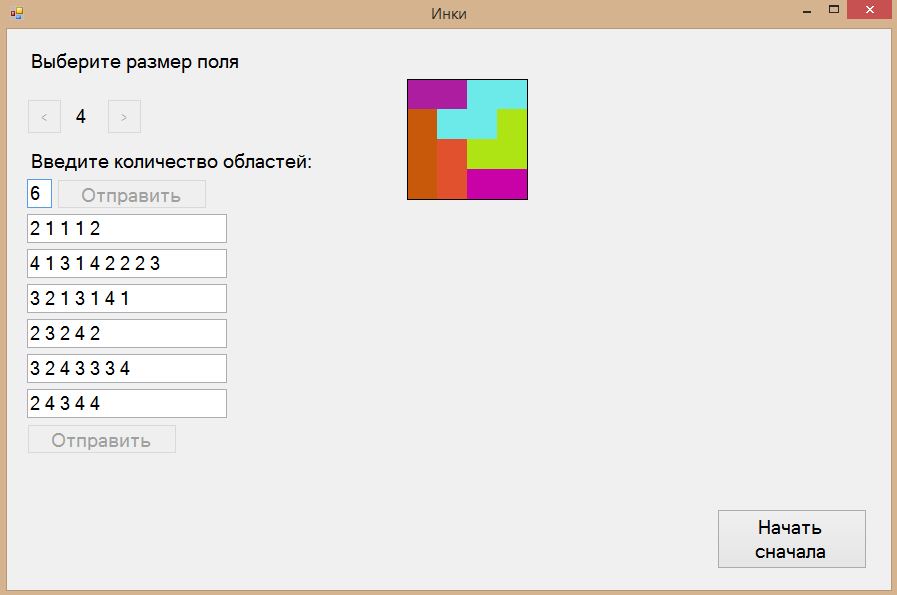 Инки
Выберите размер поля
< 4 >
Введите количество областей:
6 Отправить
2 1 1 1 2
4 1 3 1 4 2 2 2 3
3 2 1 3 1 4 1
2 3 2 4 2
3 2 4 3 3 3 4
2 4 3 4 4
Отправить
Начать
сначала